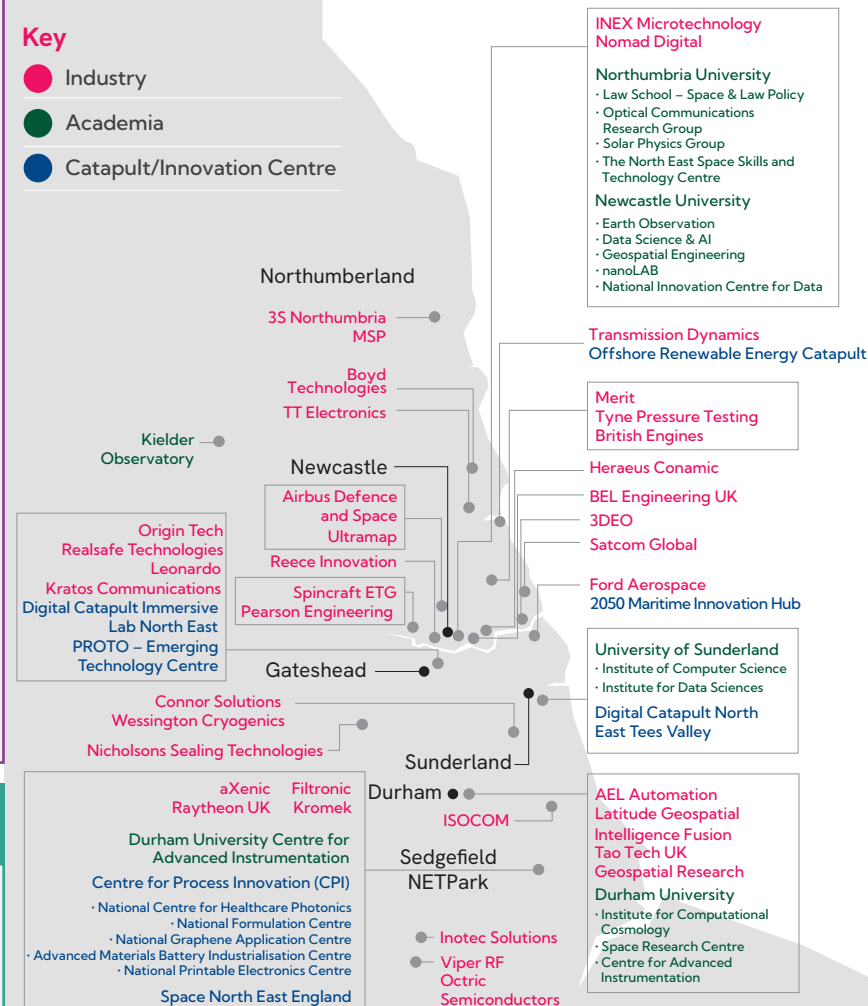 Key
Industry
Academia
Catapult/Innovation Centre
INEX Microtechnology
Nomad Digital
Northumbria University
· Law School – Space & Law Policy
· Optical Communications
Research Group
· Solar Physics Group
· The North East Space Skills and
Technology Centre
Newcastle University
· Earth Observation
· Data Science & AI
· Geospatial Engineering
· nanoLAB
· National Innovation Centre for Data
Northumberland
3S Northumbria
MSP
Transmission Dynamics
Offshore Renewable Energy Catapult
Boyd
Technologies
TT Electronics
Merit
Tyne Pressure Testing
British Engines
Kielder
Observatory
Newcastle
Heraeus Conamic
Airbus Defence
and Space
Ultramap
BEL Engineering UK
3DEO
Satcom Global
Origin Tech
Realsafe Technologies
Leonardo
Kratos Communications
Digital Catapult Immersive
Lab North East
PROTO – Emerging
Technology Centre
Reece Innovation
Spincraft ETG
Pearson Engineering
Ford Aerospace
2050 Maritime Innovation Hub
Gateshead
University of Sunderland
· Institute of Computer Science
· Institute for Data Sciences
Digital Catapult North
East Tees Valley
Connor Solutions
Wessington Cryogenics
Nicholsons Sealing Technologies
Sunderland
Durham
aXenic Filtronic
Raytheon UK Kromek
Durham University Centre for
Advanced Instrumentation
Centre for Process Innovation (CPI)
· National Centre for Healthcare Photonics
· National Formulation Centre
· National Graphene Application Centre
· Advanced Materials Battery Industrialisation Centre
· National Printable Electronics Centre
Space North East England
ISOCOM
Sedgefield
NETPark
AEL Automation
Latitude Geospatial
Intelligence Fusion
Tao Tech UK
Geospatial Research
Durham University
· Institute for Computational
Cosmology
· Space Research Centre
· Centre for Advanced
Instrumentation
Inotec Solutions
Viper RF
Octric
Semiconductors